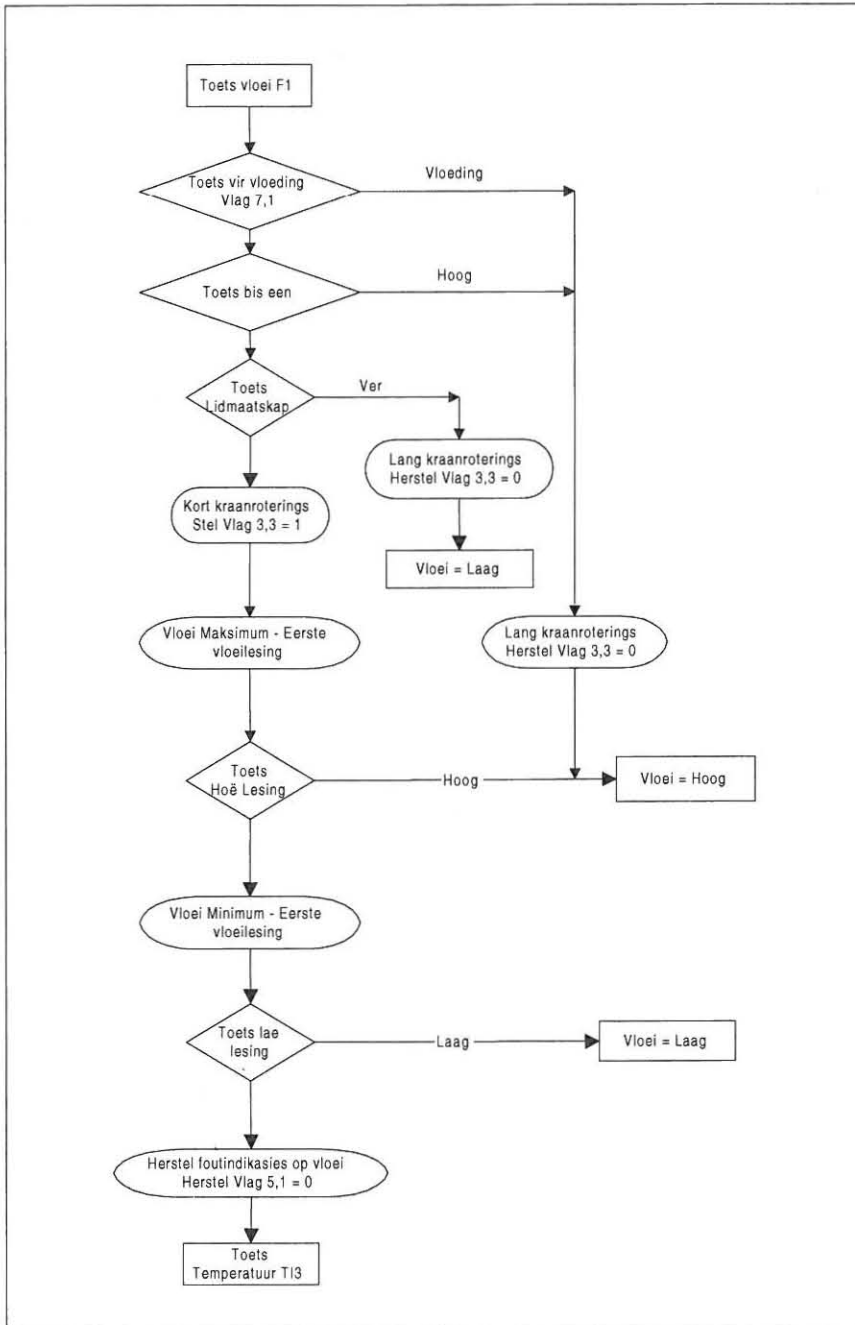 Toets vloei F1
Toets vir vloeding
Vlag 7,1
Vloeding
Toets bis een
Hoog
Toets
Lidmaatskap
Ver
Lang kraanroterings
Herstel Vlag 3,3 = 0
Kort kraanroterings
Stel Vlag 3,3 = 1
Vloei = Laag
Vloei Maksimum - Eerste
vloeilesing
Lang kraanroterings
Herstel Vlag 3,3 = 0
Toets
Hoë Lesing
Hoog
Vloei = Hoog
Vloei Minimum - Eerste
vloeilesing
Toets lae
lesing
Laag
Vloei = Laag
Herstel foutindikasies op vloei
Herstel Vlag 5,1 = 0
Toets
Temperatuur TI3